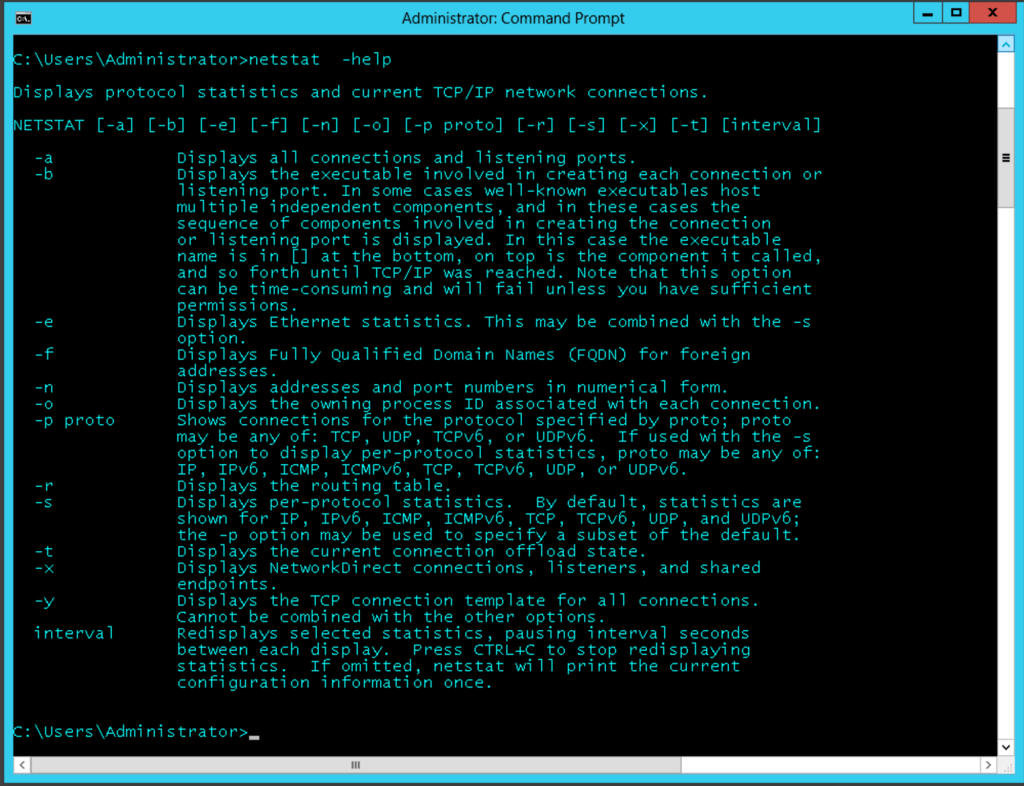 Administrator: Command Prompt
C:\Users\Administrator>netstat  -help
Displays protocol statistics and current TCP/IP network connections.
NETSTAT [-a] [-b] [-e] [-f] [-n] [-o] [-p proto] [-r] [-s] [-x] [-t] [interval]
  -a            Displays all connections and listening ports.
  -b            Displays the executable involved in creating each connection or
                listening port. In some cases well-known executables host
                multiple independent components, and in these cases the
                sequence of components involved in creating the connection
                or listening port is displayed. In this case the executable
                name is in [] at the bottom, on top is the component it called,
                and so forth until TCP/IP was reached. Note that this option
                can be time-consuming and will fail unless you have sufficient
                permissions.
  -e            Displays Ethernet statistics. This may be combined with the -s
                option.
  -f            Displays Fully Qualified Domain Names (FQDN) for foreign
                addresses.
  -n            Displays addresses and port numbers in numerical form.
  -o            Displays the owning process ID associated with each connection.
  -p proto      Shows connections for the protocol specified by proto; proto
                may be any of: TCP, UDP, TCPv6, or UDPv6.  If used with the -s
                option to display per-protocol statistics, proto may be any of:
                IP, IPv6, ICMP, ICMPv6, TCP, TCPv6, UDP, or UDPv6.
  -r            Displays the routing table.
  -s            Displays per-protocol statistics.  By default, statistics are
                shown for IP, IPv6, ICMP, ICMPv6, TCP, TCPv6, UDP, and UDPv6;
                the -p option may be used to specify a subset of the default.
  -t            Displays the current connection offload state.
  -x            Displays NetworkDirect connections, listeners, and shared
                endpoints.
  -y            Displays the TCP connection template for all connections.
                Cannot be combined with the other options.
  interval      Redisplays selected statistics, pausing interval seconds
                between each display.  Press CTRL+C to stop redisplaying
                statistics.  If omitted, netstat will print the current
                configuration information once.
C:\Users\Administrator>_